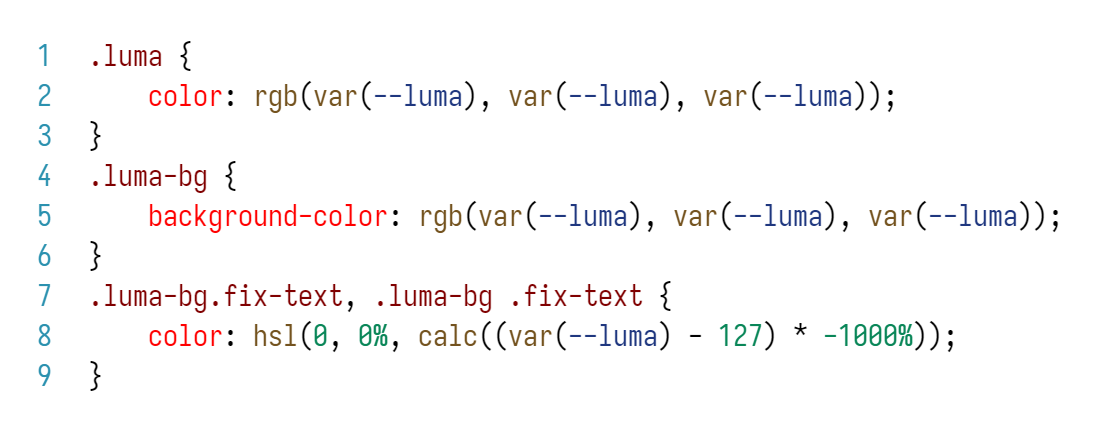 1 .luma {
2     color: rgb(var(--luma), var(--luma), var(--luma));
3 }
4 .luma-bg {
5     background-color: rgb(var(--luma), var(--luma), var(--luma));
6 }
7 .luma-bg.fix-text, .luma-bg .fix-text {
8     color: hsl(0, 0%, calc((var(--luma) - 127) * -1000%));
9 }